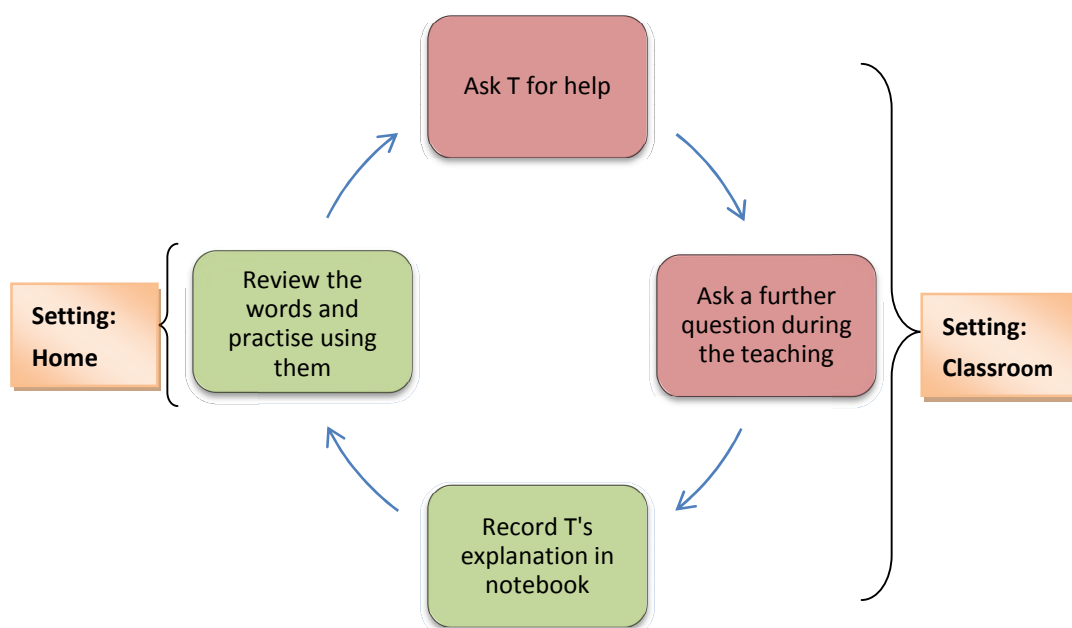 Ask T for help
Review the
words and
practise using
them
Ask a further
question during
the teaching
Setting:
Home
Setting:
Classroom
Record T's
explanation in
notebook